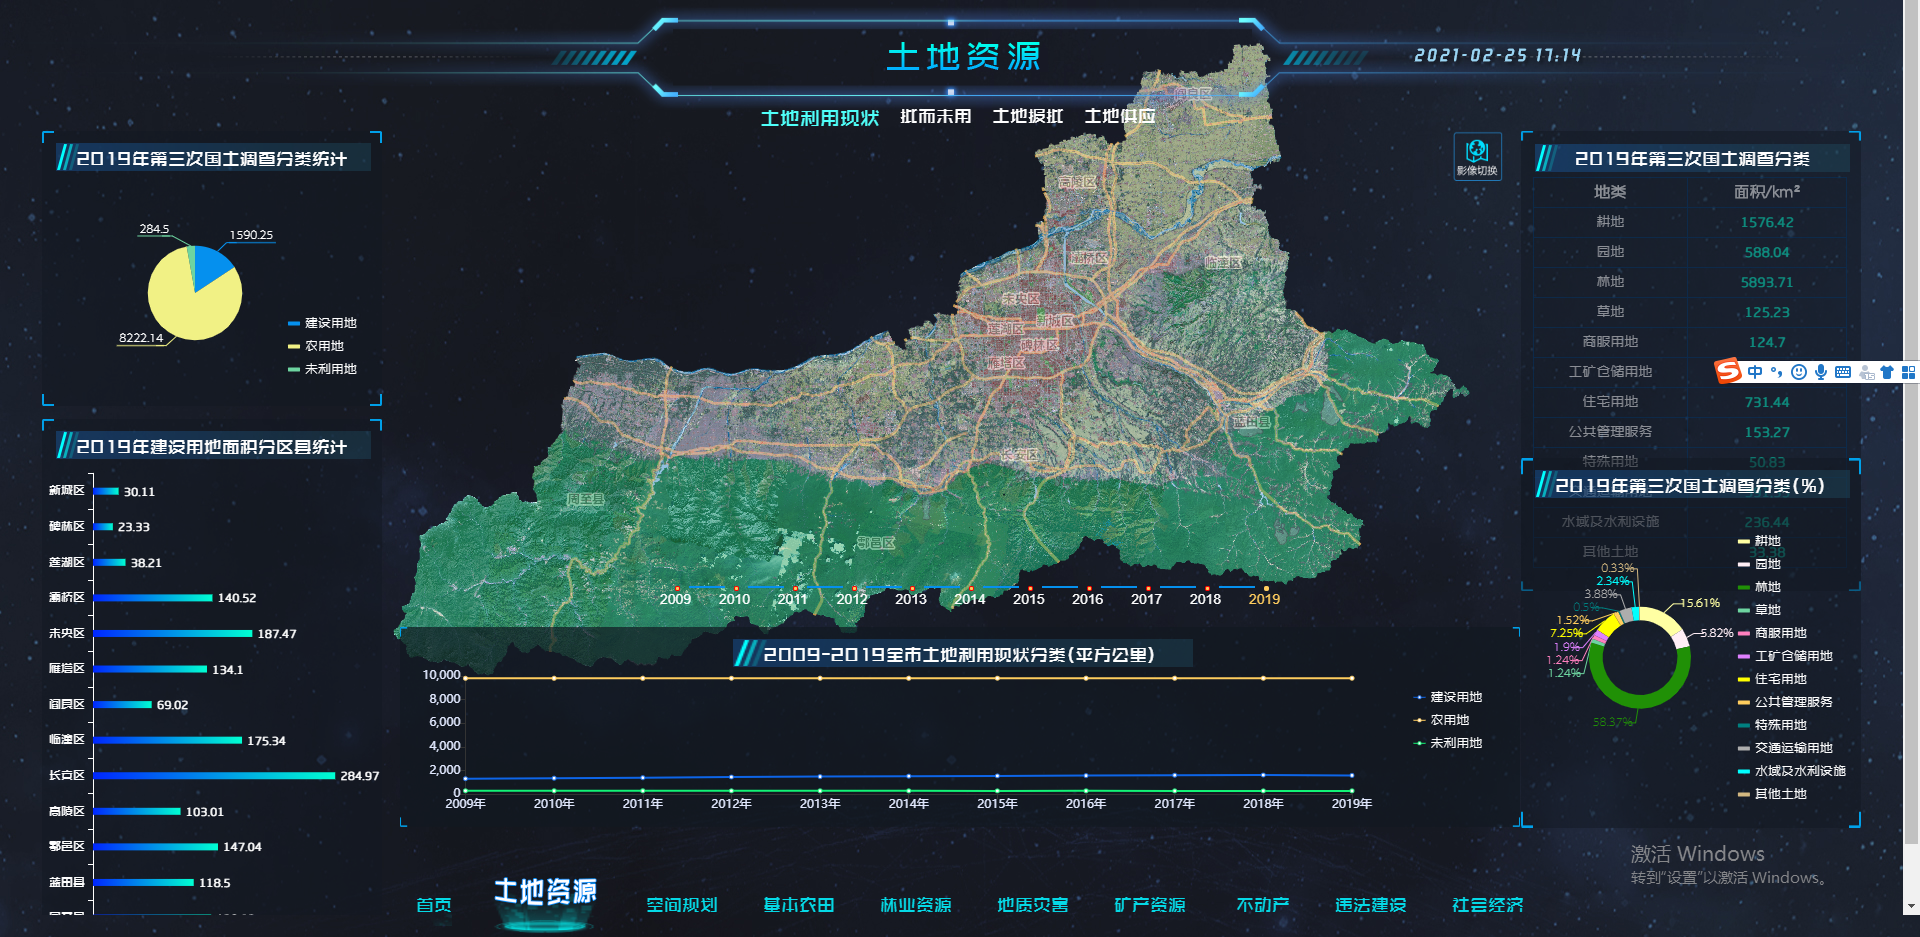 土地资源
2021-02-25 17:14
土地利用现状 批而未用 土地报批 土地供应
2019年第三次国土调查分类统计
284.5
1590.25
8222.14
建设用地
农用地
未利用地
2019年建设用地面积分区县统计
新城区 30.11
碑林区 23.33
莲湖区 38.21
灞桥区 140.52
未央区 187.47
雁塔区 134.1
阎良区 69.02
临潼区 175.34
长安区 284.97
高陵区 103.01
鄠邑区 147.04
蓝田县 118.5
阎良区
高陵区
灞桥区
临潼区
未央区
新城区
莲湖区
碑林区
雁塔区
蓝田县
长安区
周至县
鄠邑区
2009 2010 2011 2012 2013 2014 2015 2016 2017 2018 2019
2009-2019全市土地利用现状分类(平方公里)
10,000
8,000
6,000
4,000
2,000
0
2009年 2010年 2011年 2012年 2013年 2014年 2015年 2016年 2017年 2018年 2019年
建设用地
农用地
未利用地
影像切换
2019年第三次国土调查分类
地类 面积/km²
耕地 1576.42
园地 588.04
林地 5893.71
草地 125.23
商服用地 124.7
工矿仓储用地
住宅用地 731.44
公共管理服务 153.27
特殊用地 50.83
中
2019年第三次国土调查分类(%)
水域及水利设施 236.44
其他土地 33.38
0.33%
2.34%
3.88%
0.5%
1.52%
7.25%
1.9%
1.24%
1.24%
15.61%
5.82%
58.37%
耕地
园地
林地
草地
商服用地
工矿仓储用地
住宅用地
公共管理服务
特殊用地
交通运输用地
水域及水利设施
其他土地
激活 Windows
转到“设置”以激活 Windows。
首页 土地资源 空间规划 基本农田 林业资源 地质灾害 矿产资源 不动产 违法建设 社会经济